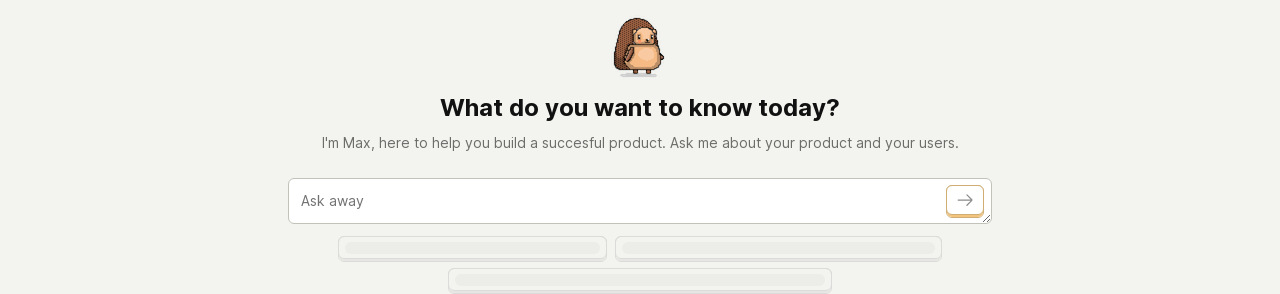 What do you want to know today?
I'm Max, here to help you build a succesful product. Ask me about your product and your users.
Ask away